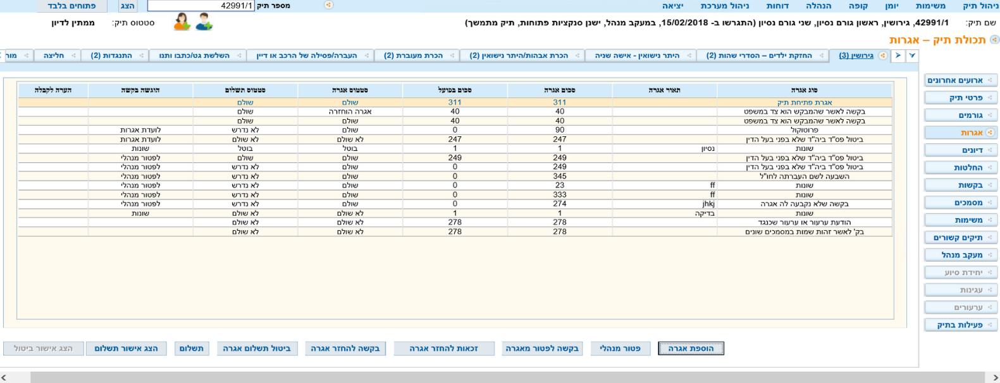 ניהול תיק משימות יומן קופה הנהלה דוחות ניהול מערכת יציאה מספר תיק 42991/1 הצג פתוחים בלבד
שם תיק: 42991/1, גירושין, ראשון גורם נסיון, שני גורם נסיון (התגרשו ב- 15/02/2018, במעקב מנהל, ישנן סנקציות פתוחות, תיק מתמשך) סטטוס תיק: ממתין לדיון
תכולת תיק – אגרות
גירושין (3) החזקת ילדים – הסדרי שהות (2) היתר נישואין - אישה שניה הכרת אבהות/היתר נישואין (2) הכרת מעוברת (2) העברה/פסילה של הרכב או דיין השלשת גט/כתבו ותנו התנגדות (2) חליצה
סוג אגרה תאור אגרה סכום אגרה סכום בפועל סטטוס אגרה סטטוס תשלום הוגשה בקשה הערה לקבלה
אגרת פתיחת תיק 311 311 שולם שולם
בקשה לאשר שהמבקש הוא צד במשפט 40 40 אגרה הוחזרה שולם
בקשה לאשר שהמבקש הוא צד במשפט 40 40 שולם שולם
פרוטוקול 90 0 שולם לא נדרש לועדת אגרות
ביטול פס"ד ביה"ד שלא בפני בעל הדין 247 247 לא שולם לא שולם לועדת אגרות
שונות נסיון 1 1 בוטל בוטל שונות
ביטול פס"ד ביה"ד שלא בפני בעל הדין 249 249 שולם שולם לפטור מנהלי
ביטול פס"ד ביה"ד שלא בפני בעל הדין 249 0 שולם לא נדרש לפטור מנהלי
השבעה לשם העברתה לחו"ל 345 0 שולם לא נדרש לפטור מנהלי
שונות ff 23 0 שולם לא נדרש לפטור מנהלי
שונות ff 333 0 שולם לא נדרש לפטור מנהלי
בקשה שלא נקבעה לה אגרה jhkj 274 0 שולם לא נדרש לפטור מנהלי
שונות בדיקה 1 1 לא שולם לא שולם שונות
הודעת ערעור או ערעור שכנגד 278 278 לא שולם לא שולם
בק' לאשר זהות שמות במסמכים שונים 278 278 לא שולם לא שולם
הוספת אגרה פטור מנהלי בקשה לפטור מאגרה זכאות להחזר אגרה בקשה להחזר אגרה ביטול תשלום אגרה תשלום הצג אישור תשלום הצג אישור ביטול
ארועים אחרונים
פרטי תיק
גורמים
אגרות
דיונים
החלטות
בקשות
מסמכים
משימות
תיקים קשורים
מעקב מנהל
יחידת סיוע
עגינות
ערעורים
פעילות בתיק